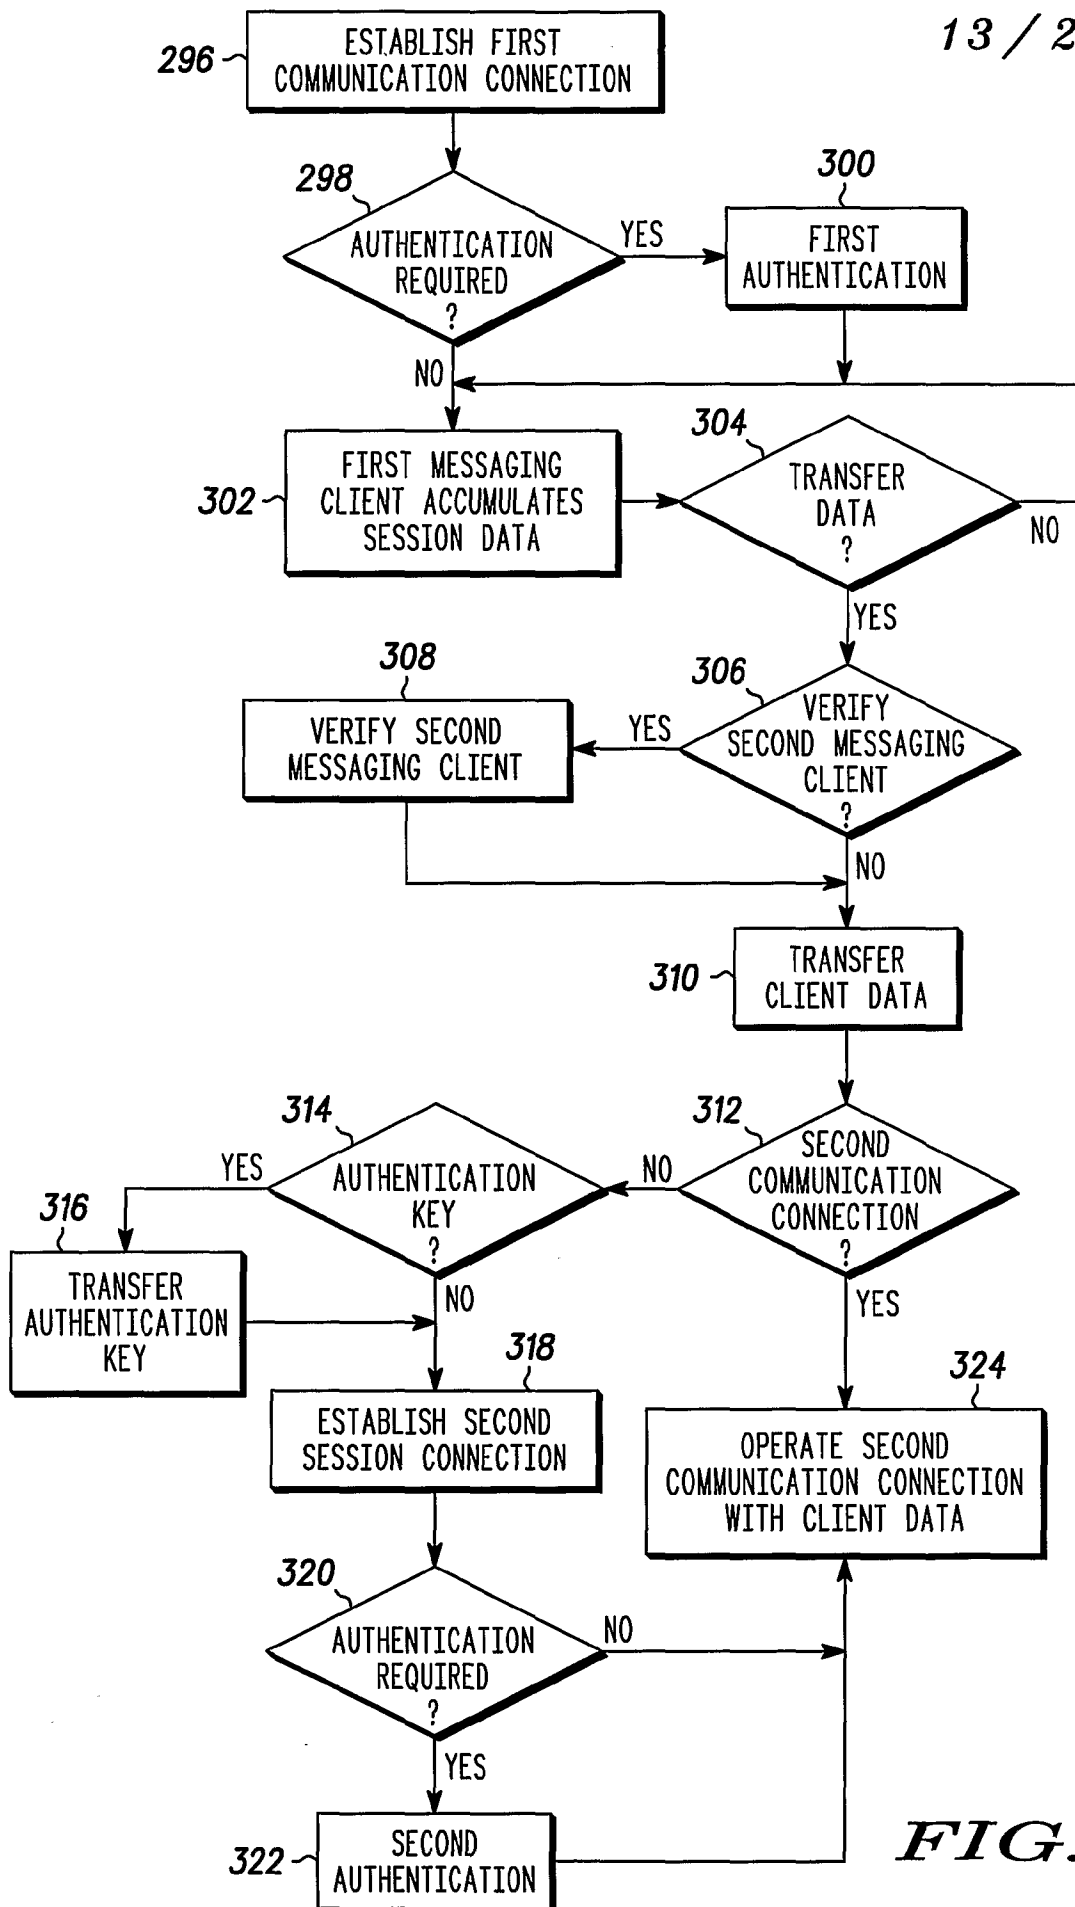 13 / 2
296
ESTABLISH FIRST
COMMUNICATION CONNECTION
298
AUTHENTICATION
REQUIRED
?
YES
300
FIRST
AUTHENTICATION
NO
302
FIRST MESSAGING
CLIENT ACCUMULATES
SESSION DATA
304
TRANSFER
DATA
?
NO
YES
306
VERIFY
SECOND MESSAGING
CLIENT
?
YES
308
VERIFY SECOND
MESSAGING CLIENT
NO
310
TRANSFER
CLIENT DATA
312
SECOND
COMMUNICATION
CONNECTION
?
NO
314
AUTHENTICATION
KEY
?
YES
316
TRANSFER
AUTHENTICATION
KEY
NO
YES
318
ESTABLISH SECOND
SESSION CONNECTION
324
OPERATE SECOND
COMMUNICATION CONNECTION
WITH CLIENT DATA
320
AUTHENTICATION
REQUIRED
?
NO
YES
322
SECOND
AUTHENTICATION
FIG.